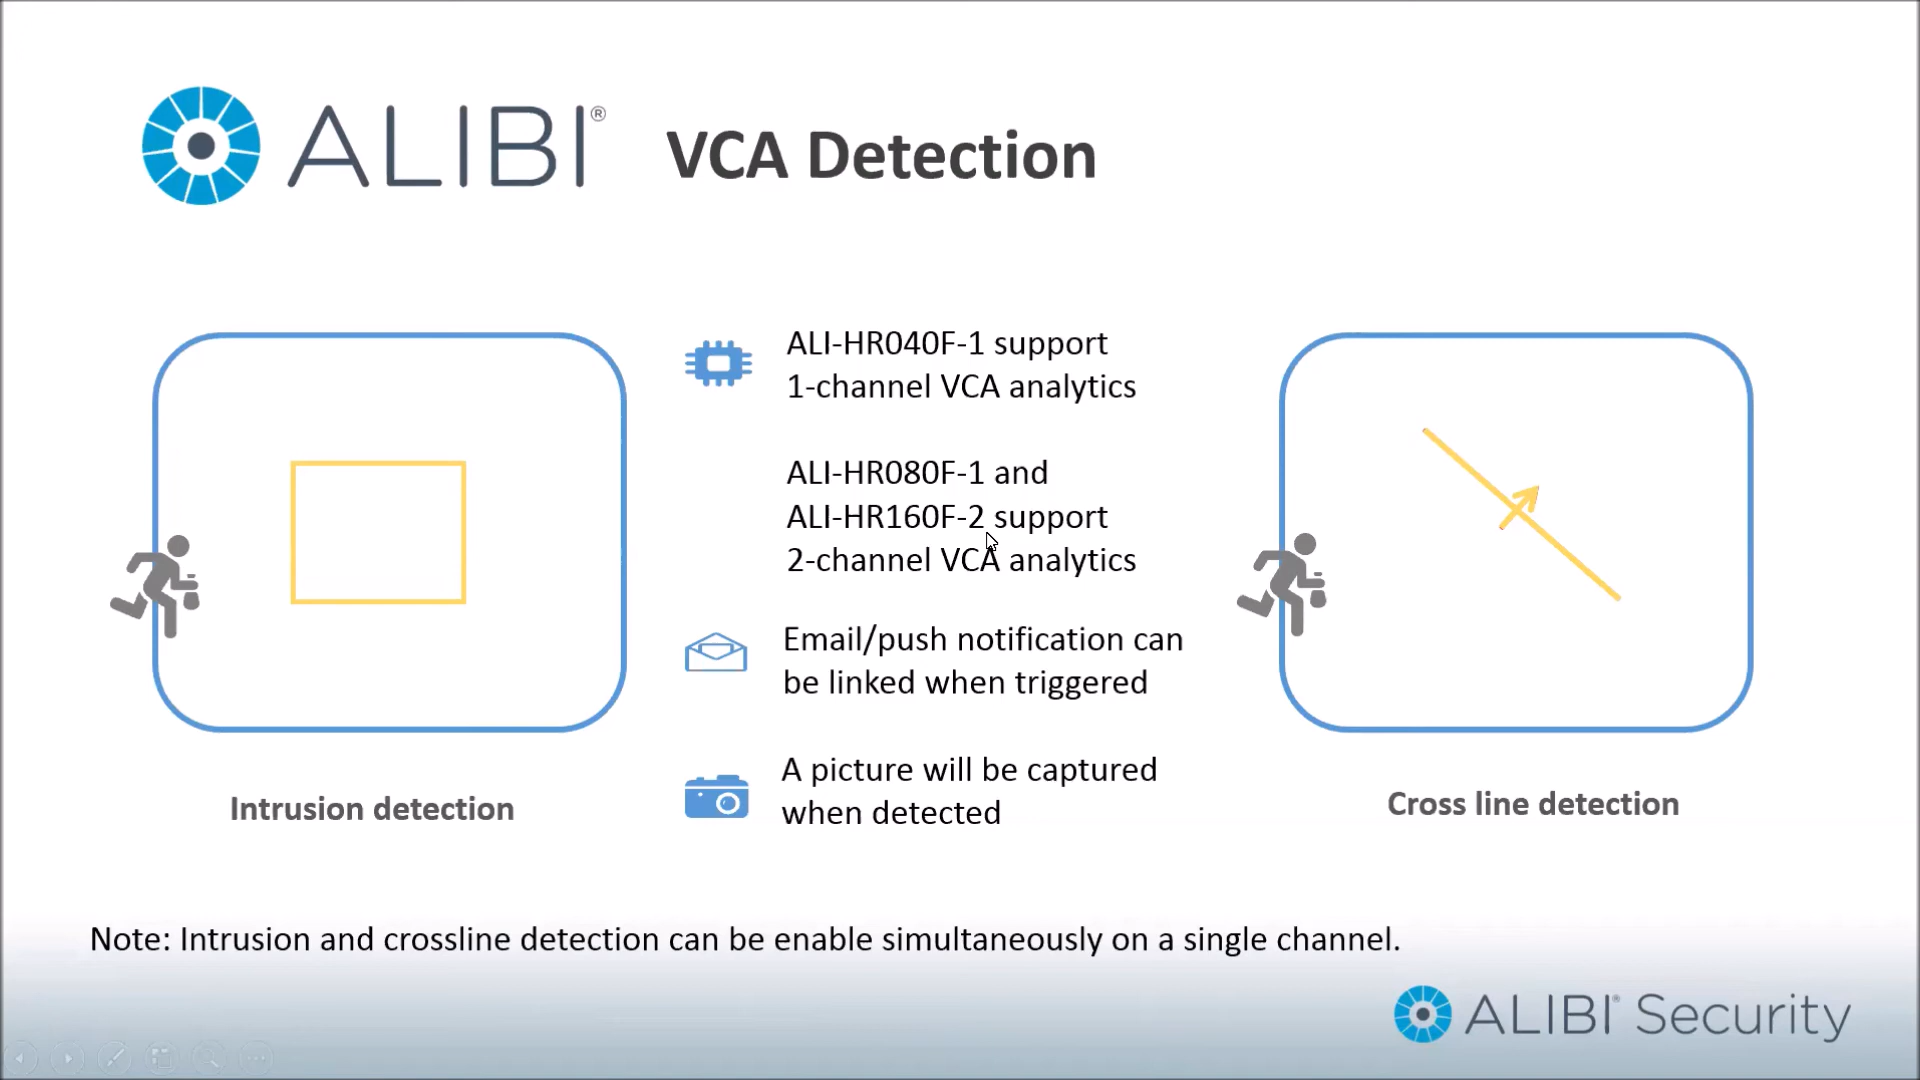 ALIBI®
VCA Detection
ALI-HR040F-1 support
1-channel VCA analytics
ALI-HR080F-1 and
ALI-HR160F-2 support
2-channel VCA analytics
Email/push notification can
be linked when triggered
A picture will be captured
when detected
Intrusion detection
Cross line detection
Note: Intrusion and crossline detection can be enable simultaneously on a single channel.
ALIBI® Security